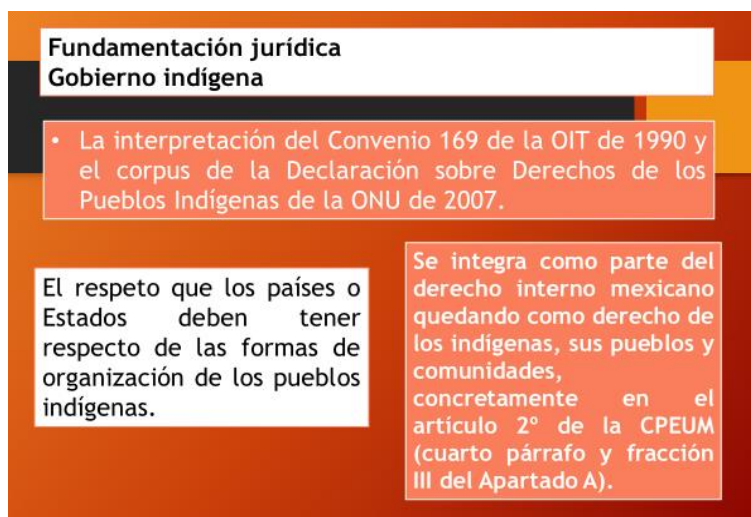 Fundamentación jurídica
Gobierno indígena
• La interpretación del Convenio 169 de la OIT de 1990 y
el corpus de la Declaración sobre Derechos de los
Pueblos Indígenas de la ONU de 2007.
El respeto que los países o
Estados deben tener
respecto de las formas de
organización de los pueblos
indígenas.
Se integra como parte del
derecho interno mexicano
quedando como derecho de
los indígenas, sus pueblos y
comunidades,
concretamente en el
artículo 2º de la CPEUM
(cuarto párrafo y fracción
III del Apartado A).